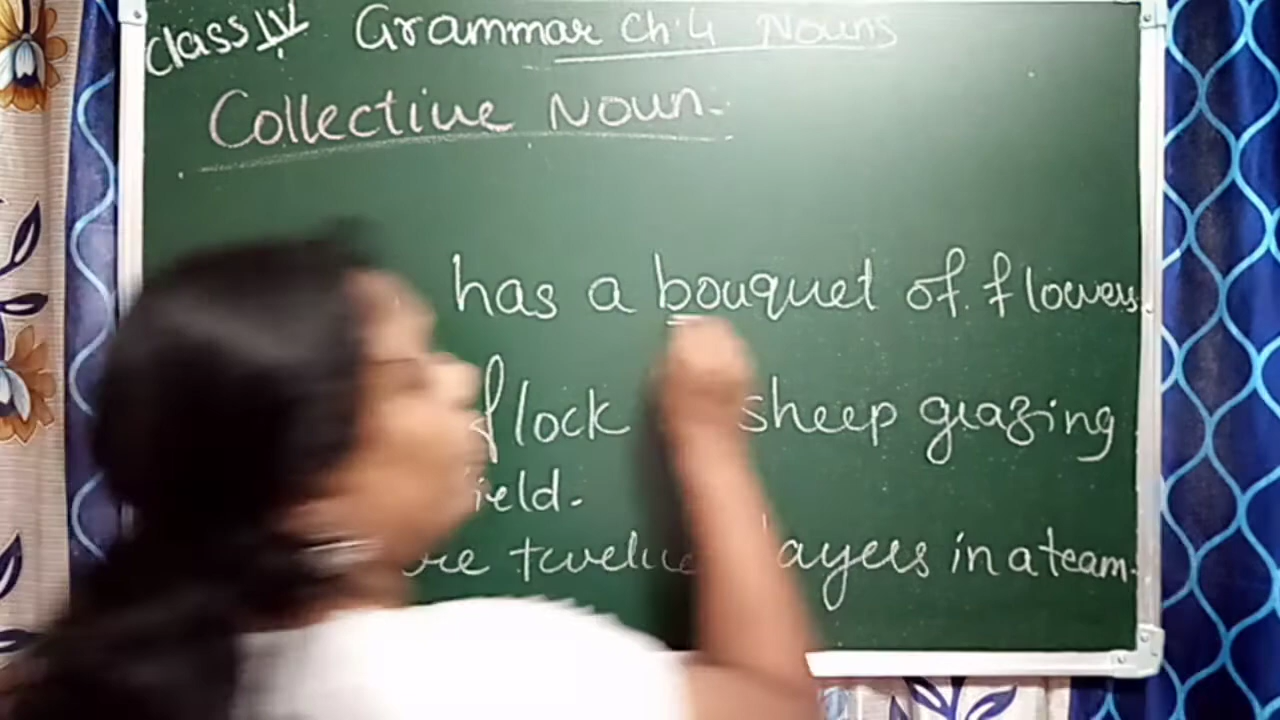 Class IV Grammar Ch:4 Nouns
Collective Noun.
has a bouquet of flowers.
flock sheep grazing
ield.
re twelve layers in a team.